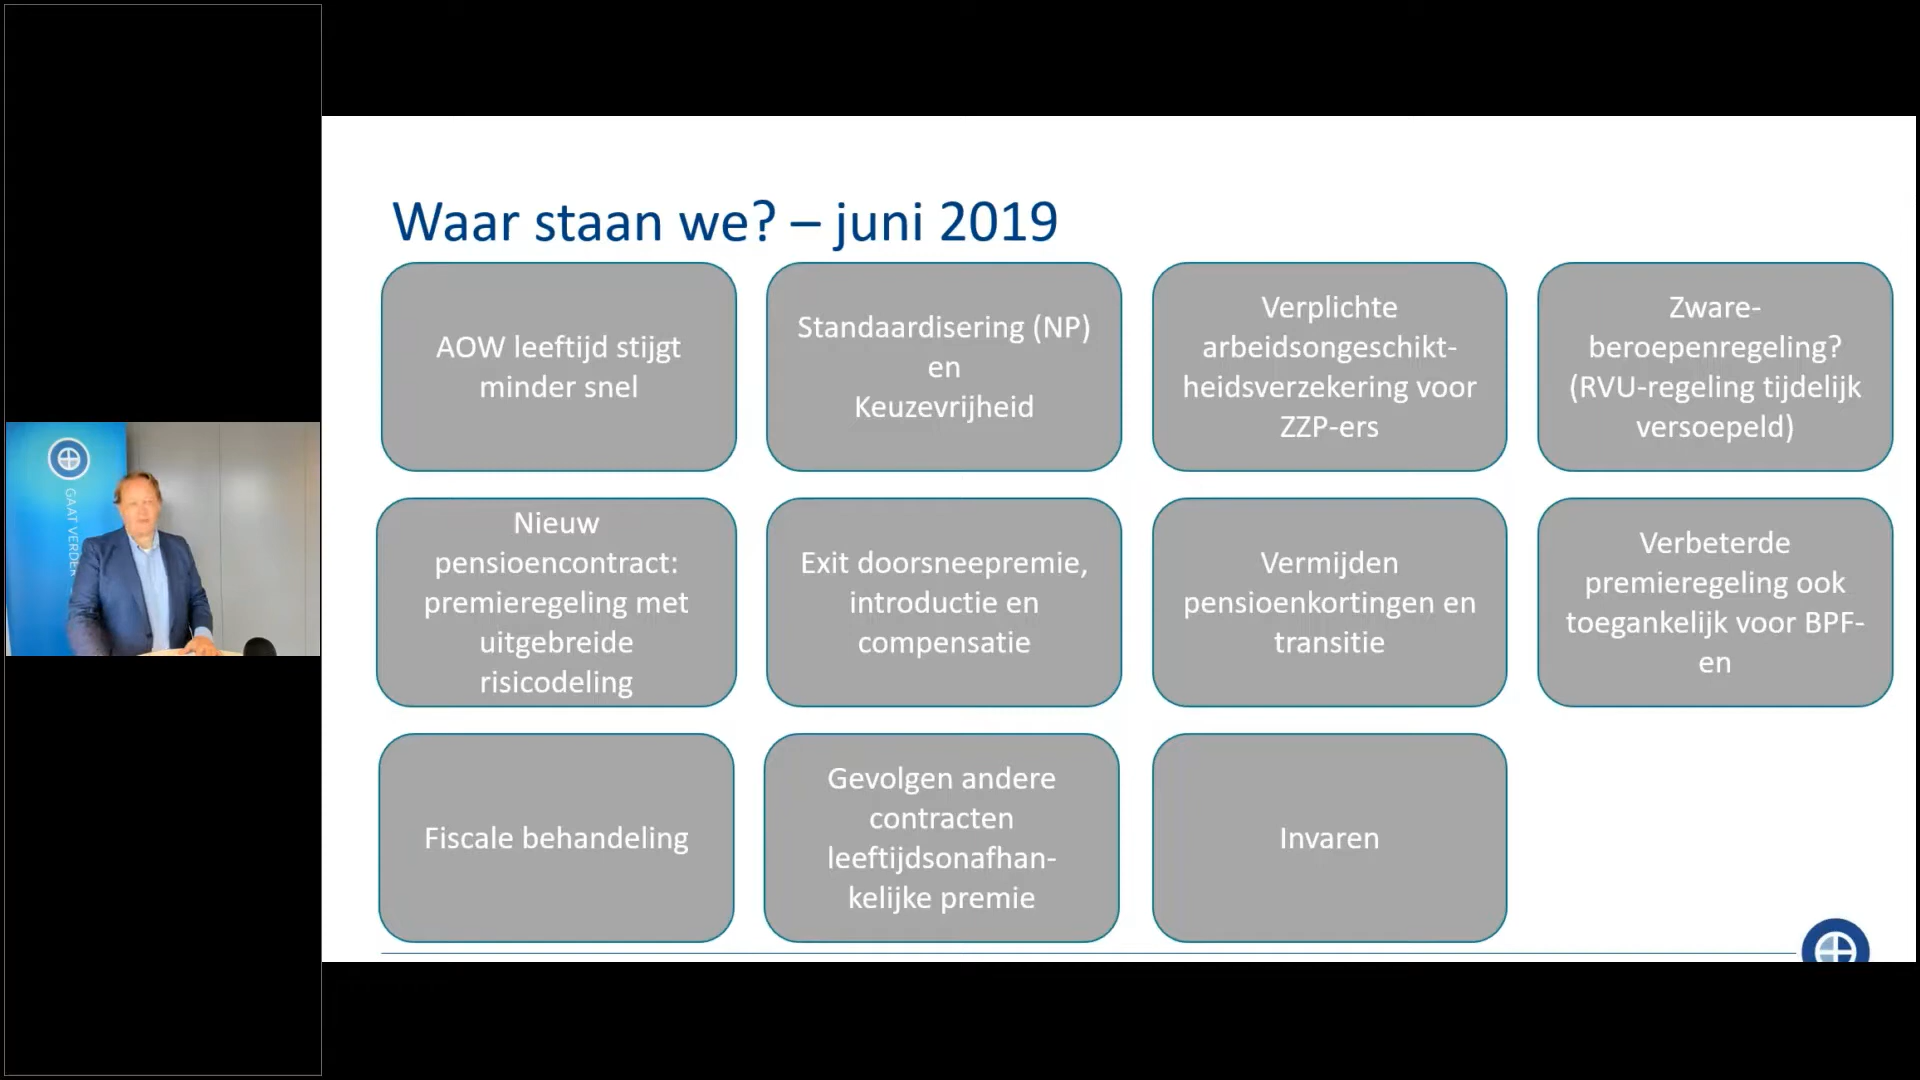 Waar staan we? – juni 2019
AOW leeftijd stijgt
minder snel
Standaardisering (NP)
en
Keuzevrijheid
Verplichte
arbeidsongeschikt-
heidsverzekering voor
ZZP-ers
Zware-
beroepenregeling?
(RVU-regeling tijdelijk
versoepeld)
Nieuw
pensioencontract:
premieregeling met
uitgebreide
risicodeling
Exit doorsneepremie,
introductie en
compensatie
Vermijden
pensioenkortingen en
transitie
Verbeterde
premieregeling ook
toegankelijk voor BPF-
en
Fiscale behandeling
Gevolgen andere
contracten
leeftijdsonafhan-
kelijke premie
Invaren
GAAT VERDER